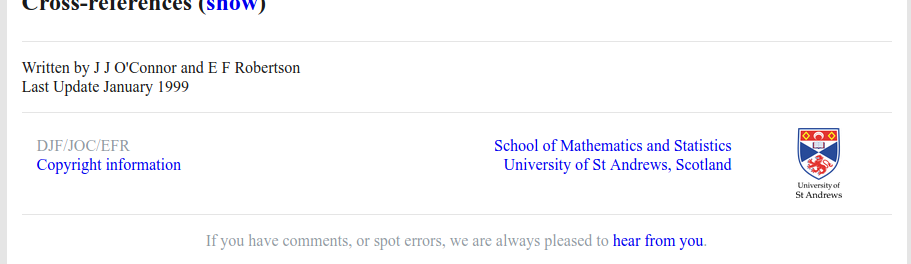 Cross-references (show)
Written by J J O'Connor and E F Robertson
Last Update January 1999
DJF/JOC/EFR
Copyright information
School of Mathematics and Statistics
University of St Andrews, Scotland
University of
St Andrews
If you have comments, or spot errors, we are always pleased to hear from you.